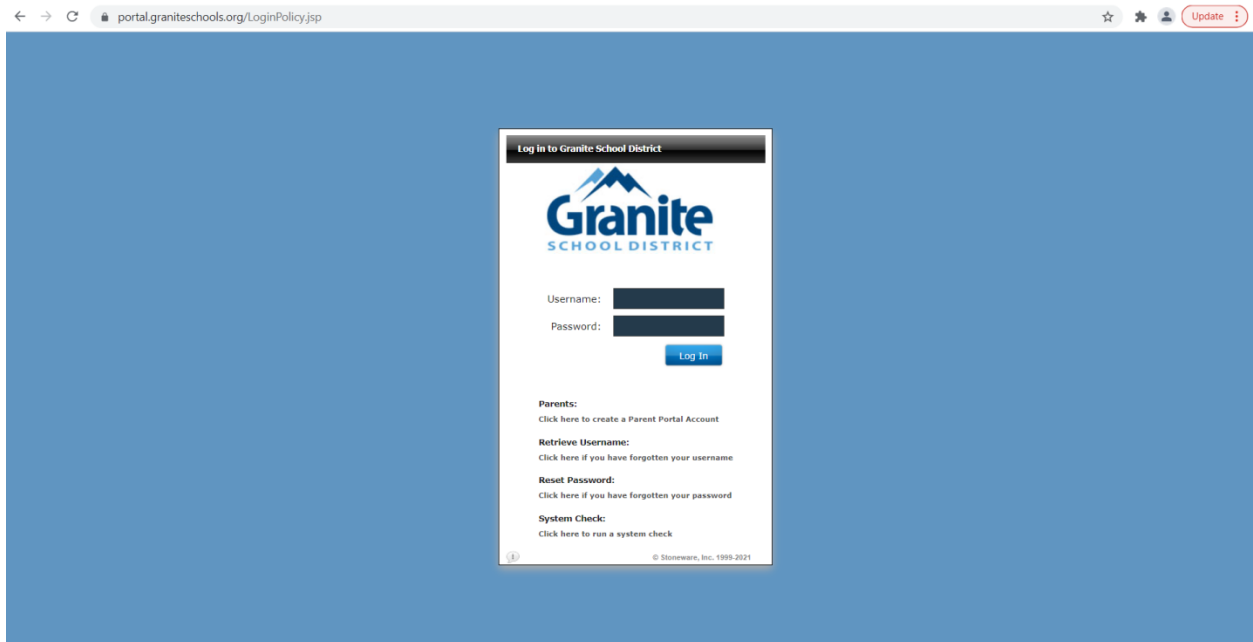 portal.graniteschools.org/LoginPolicy.jsp
Update
Log in to Granite School District
Granite
SCHOOL DISTRICT
Username:
Password:
Log In
Parents:
Click here to create a Parent Portal Account
Retrieve Username:
Click here if you have forgotten your username
Reset Password:
Click here if you have forgotten your password
System Check:
Click here to run a system check
© Stoneware, Inc. 1999-2021